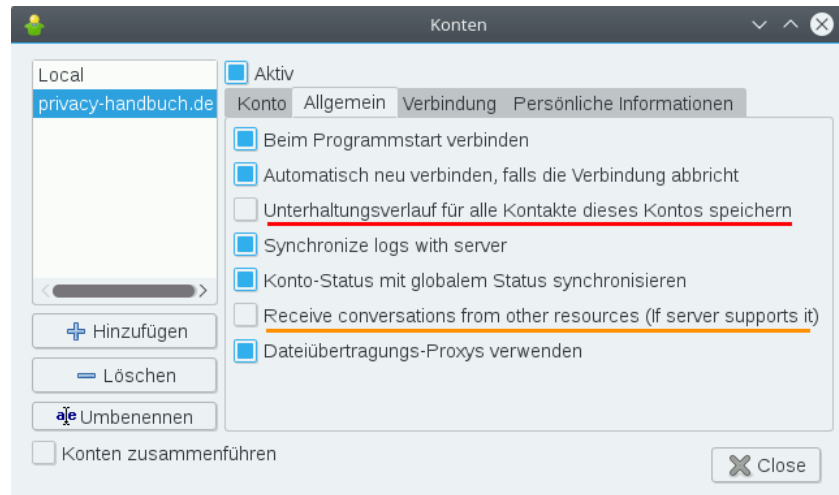 Konten
Local
privacy-handbuch.de
Aktiv
Konto Allgemein Verbindung Persönliche Informationen
Beim Programmstart verbinden
Automatisch neu verbinden, falls die Verbindung abbricht
Unterhaltungsverlauf für alle Kontakte dieses Kontos speichern
Synchronize logs with server
Konto-Status mit globalem Status synchronisieren
Receive conversations from other resources (If server supports it)
Dateiübertragungs-Proxys verwenden
Hinzufügen
Löschen
Umbenennen
Konten zusammenführen
Close